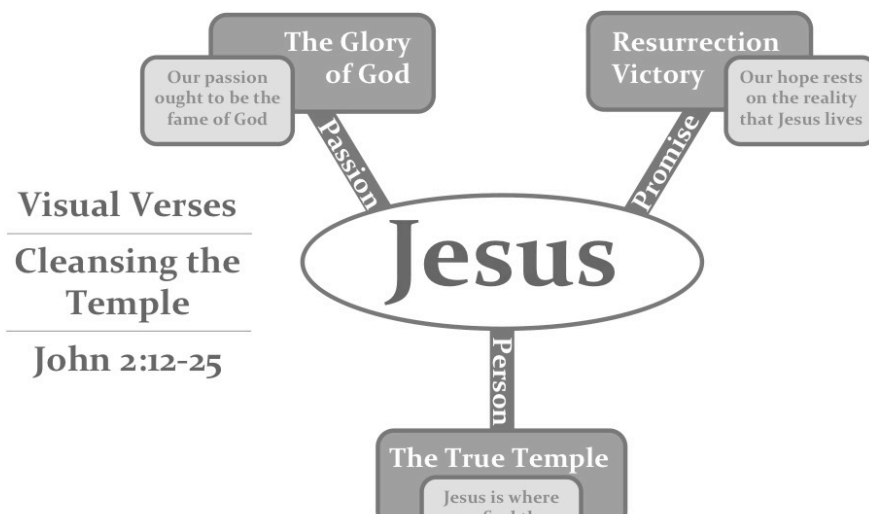 The Glory
of God
Our passion
ought to be the
fame of God
Resurrection
Victory
Our hope rests
on the reality
that Jesus lives
Passion
Promise
Visual Verses
Cleansing the
Temple
John 2:12-25
Jesus
Person
The True Temple
Jesus is where